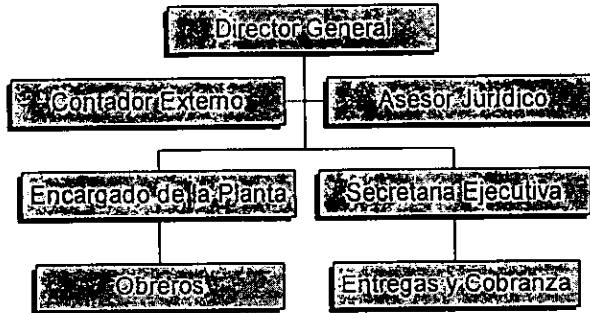 Director General
Contador Externo
Asesor Jurídico
Encargado de la Planta
Secretaria Ejecutiva
Obreros
Entregas y Cobranza